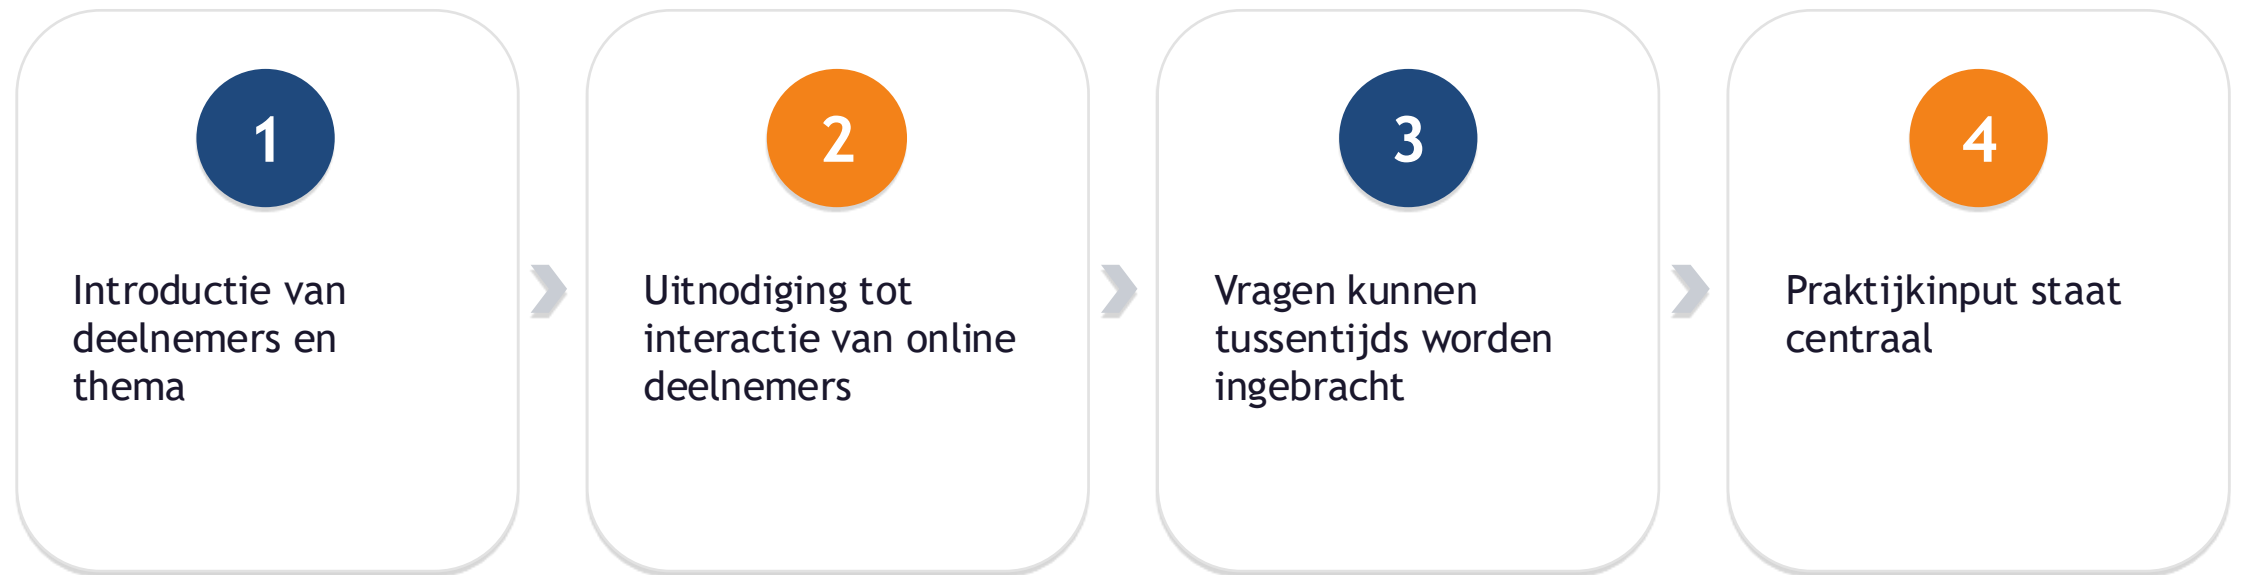 1
Introductie van
deelnemers en
thema
2
Uitnodiging tot
interactie van online
deelnemers
3
Vragen kunnen
tussentijds worden
ingebracht
4
Praktijkinput staat
centraal